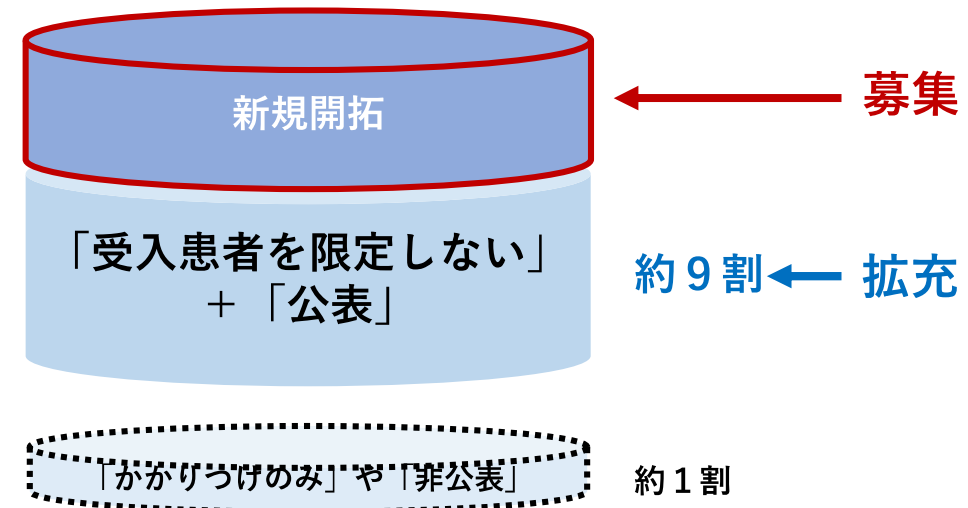 新規開拓
募集
「受入患者を限定しない」
+「公表」
約9割
拡充
「かかりつけのみ」や「非公表」
約1割